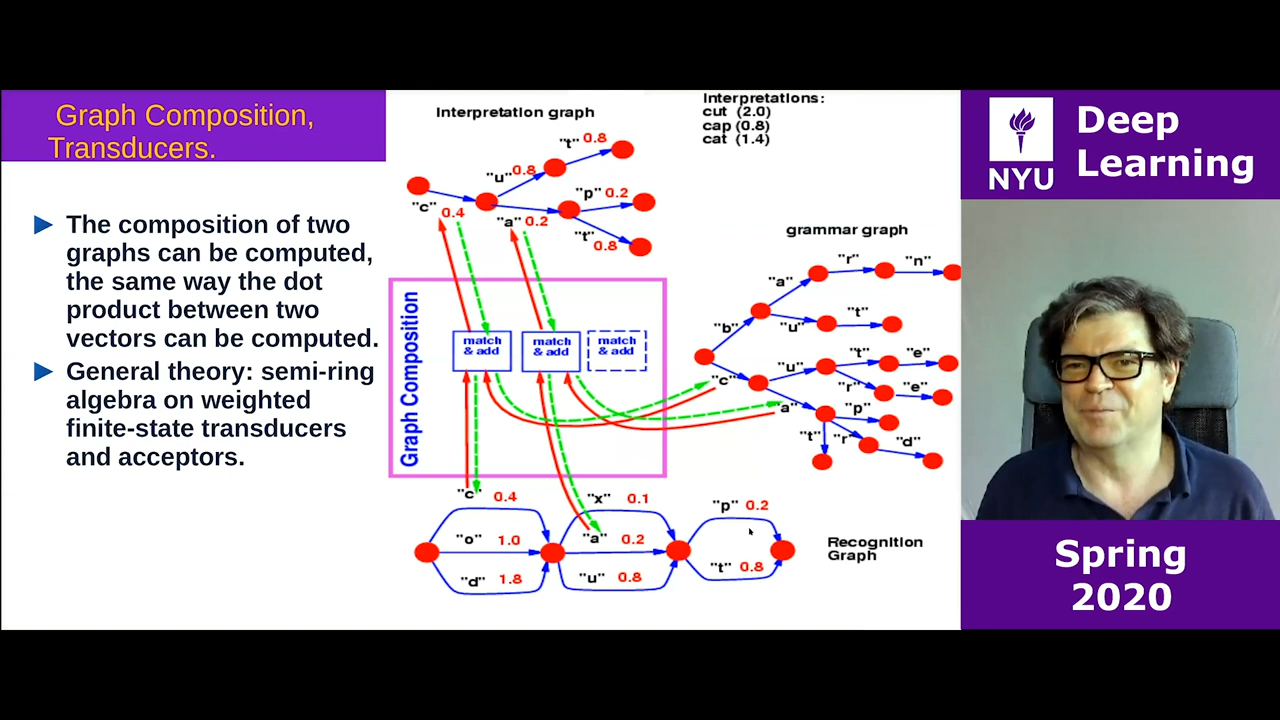 Graph Composition,
Transducers.
The composition of two
graphs can be computed,
the same way the dot
product between two
vectors can be computed.
General theory: semi-ring
algebra on weighted
finite-state transducers
and acceptors.
Interpretation graph
"c" 0.4
"u" 0.8
"t" 0.8
"a" 0.2
"p" 0.2
"t" 0.8
Interpretations:
cut (2.0)
cap (0.8)
cat (1.4)
grammar graph
"b"
"a"
"r"
"n"
"u"
"t"
"c"
"u"
"t"
"e"
"r"
"e"
"a"
"p"
"t"
"r"
"d"
Graph Composition
match
& add
match
& add
match
& add
"c" 0.4
"o" 1.0
"d" 1.8
"x" 0.1
"a" 0.2
"u" 0.8
"p" 0.2
"t" 0.8
Recognition
Graph
NYU
Deep
Learning
Spring
2020